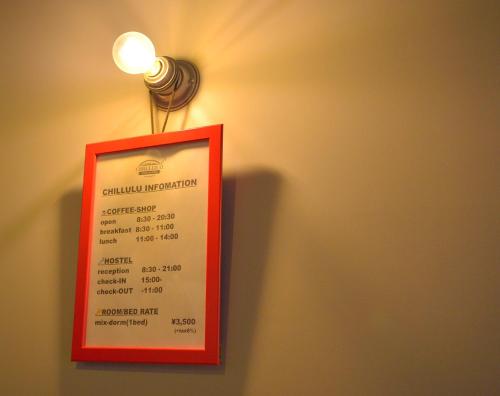 CHILLULU
CHILLULU INFOMATION
COFFEE-SHOP
open 8:30 - 20:30
breakfast 8:30 - 11:00
lunch 11:00 - 14:00
HOSTEL
reception 8:30 - 21:00
check-IN 15:00-
check-OUT -11:00
ROOM/BED RATE
mix-dorm(1bed) ¥3,500
(+tax8%)